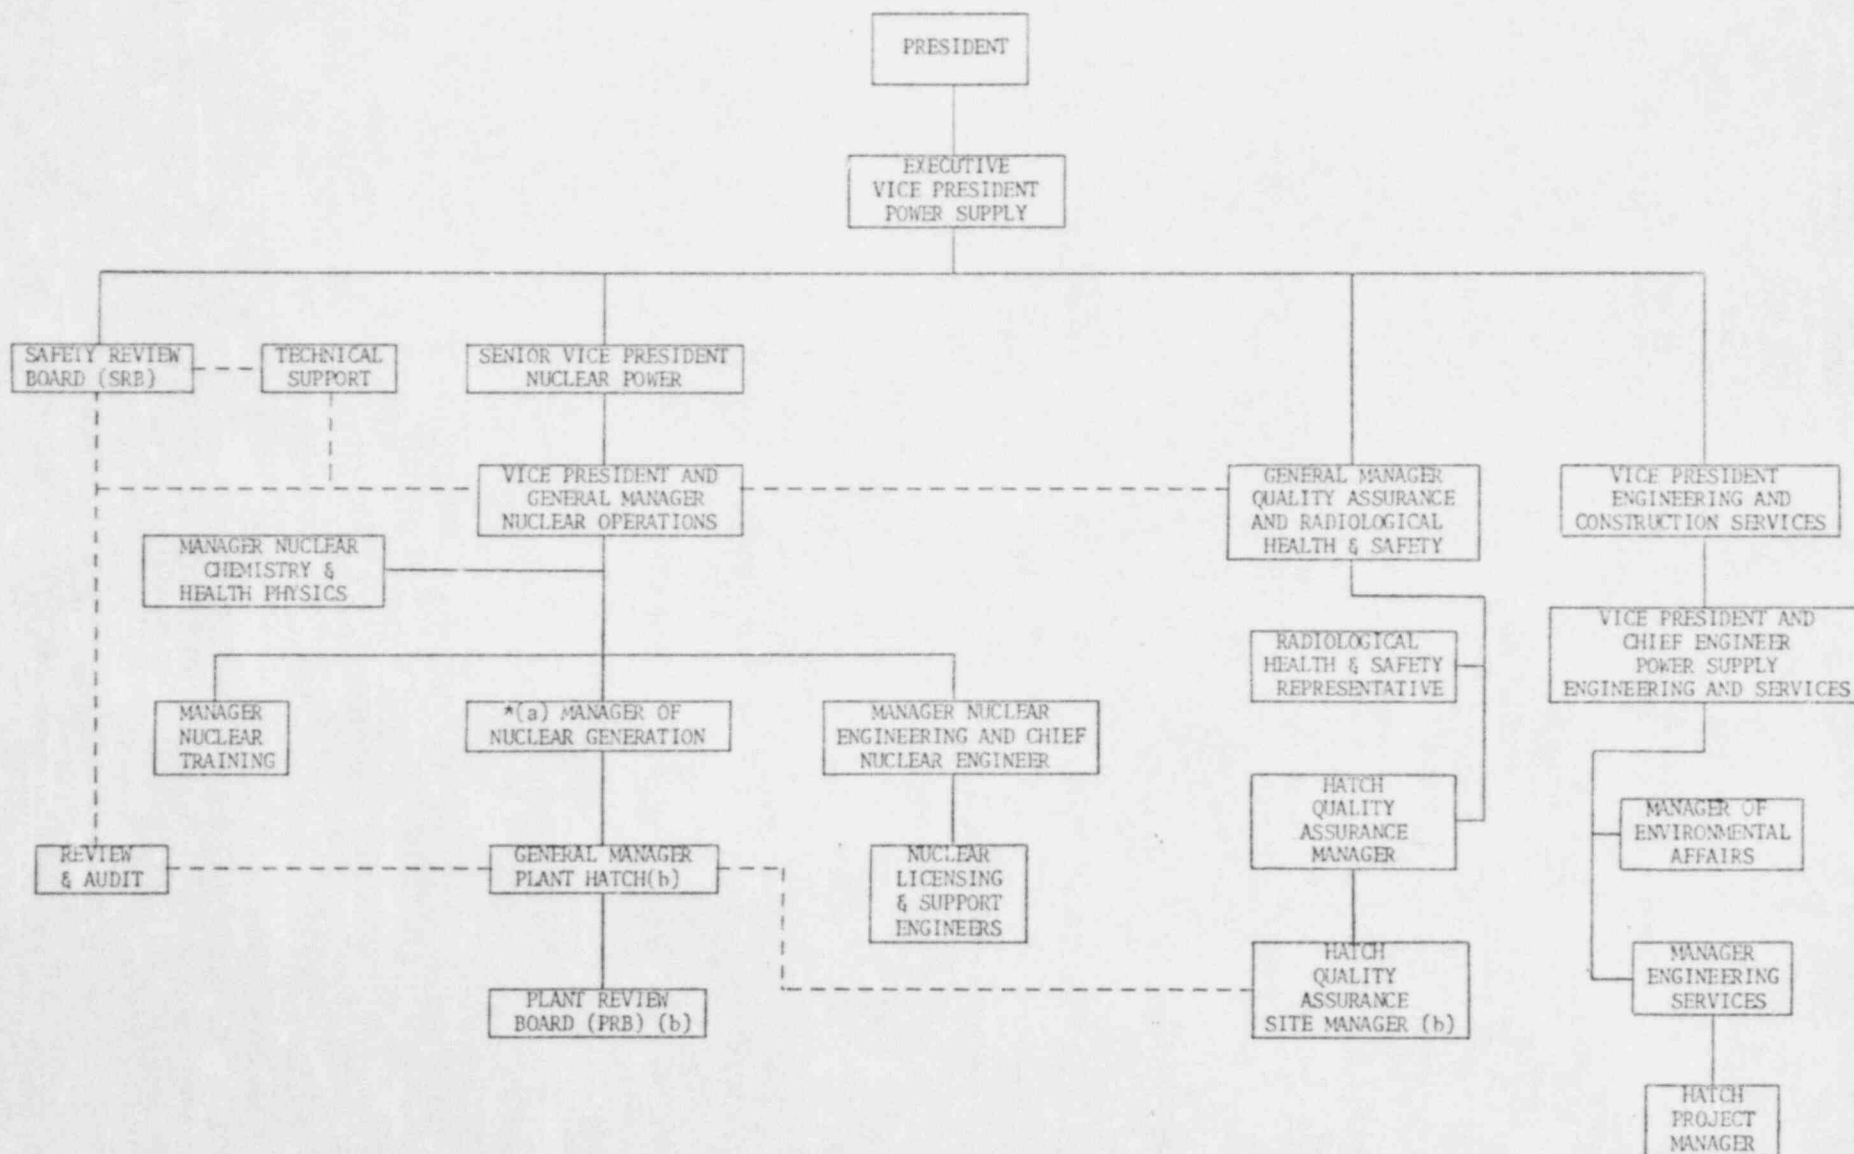 PRESIDENT
EXECUTIVE
VICE PRESIDENT
POWER SUPPLY
SAFETY REVIEW
BOARD (SRB)
TECHNICAL
SUPPORT
SENIOR VICE PRESIDENT
NUCLEAR POWER
VICE PRESIDENT AND
GENERAL MANAGER
NUCLEAR OPERATIONS
GENERAL MANAGER
QUALITY ASSURANCE
AND RADIOLOGICAL
HEALTH & SAFETY
VICE PRESIDENT
ENGINEERING AND
CONSTRUCTION SERVICES
MANAGER NUCLEAR
CHEMISTRY &
HEALTH PHYSICS
RADIOLOGICAL
HEALTH & SAFETY
REPRESENTATIVE
VICE PRESIDENT AND
CHIEF ENGINEER
POWER SUPPLY
ENGINEERING AND SERVICES
MANAGER
NUCLEAR
TRAINING
*(a) MANAGER OF
NUCLEAR GENERATION
MANAGER NUCLEAR
ENGINEERING AND CHIEF
NUCLEAR ENGINEER
HATCH
QUALITY
ASSURANCE
MANAGER
MANAGER OF
ENVIRONMENTAL
AFFAIRS
REVIEW
& AUDIT
GENERAL MANAGER
PLANT HATCH(b)
NUCLEAR
LICENSING
& SUPPORT
ENGINEERS
HATCH
QUALITY
ASSURANCE
SITE MANAGER (b)
MANAGER
ENGINEERING
SERVICES
PLANT REVIEW
BOARD (PRB) (b)
HATCH
PROJECT
MANAGER